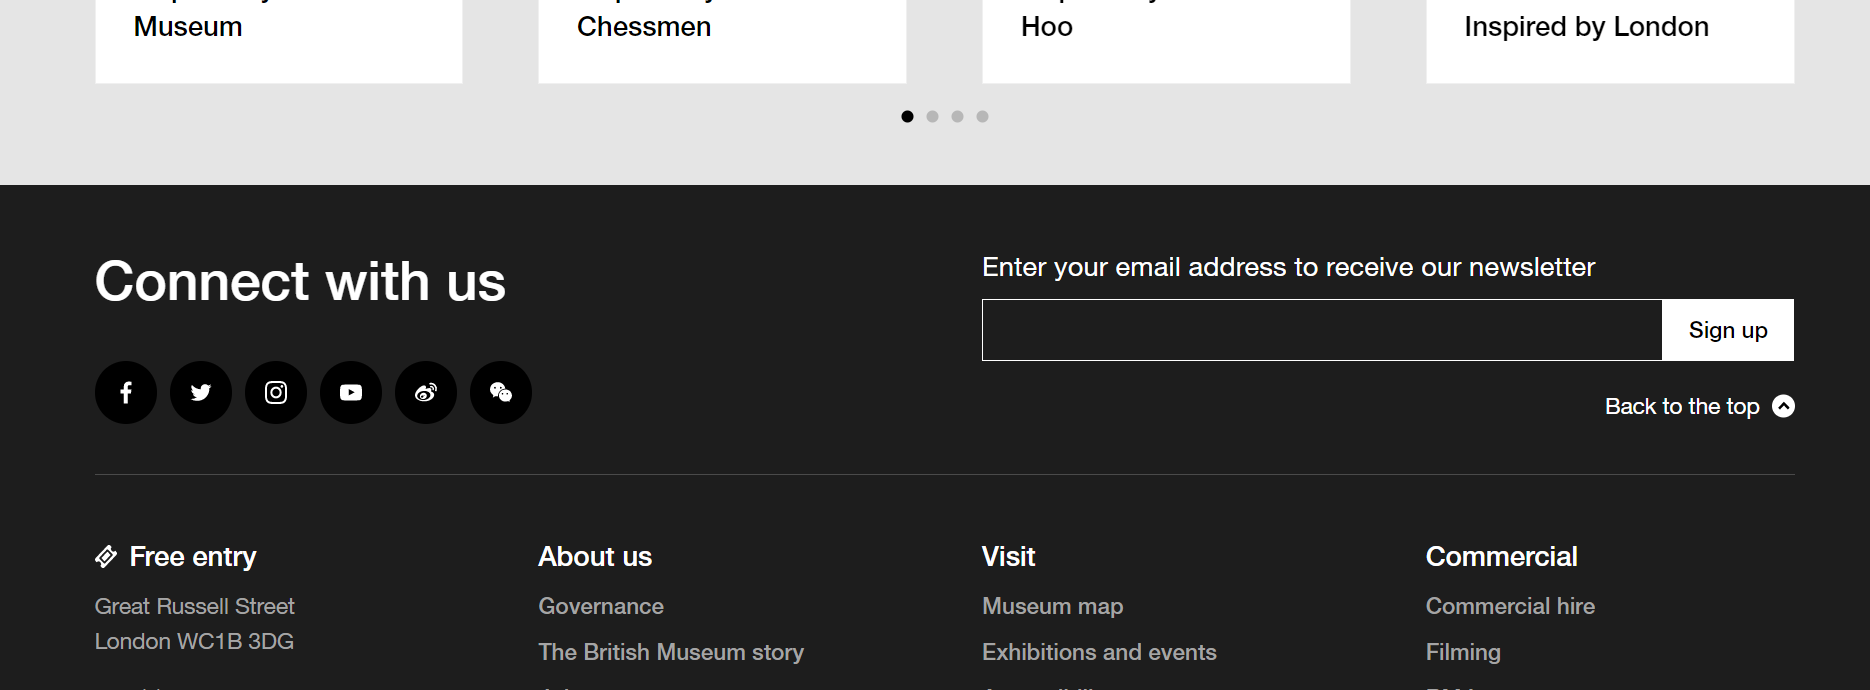 Museum
Chessmen
Hoo
Inspired by London
Connect with us
Enter your email address to receive our newsletter
Sign up
Back to the top
Free entry
Great Russell Street
London WC1B 3DG
About us
Governance
The British Museum story
Visit
Museum map
Exhibitions and events
Commercial
Commercial hire
Filming